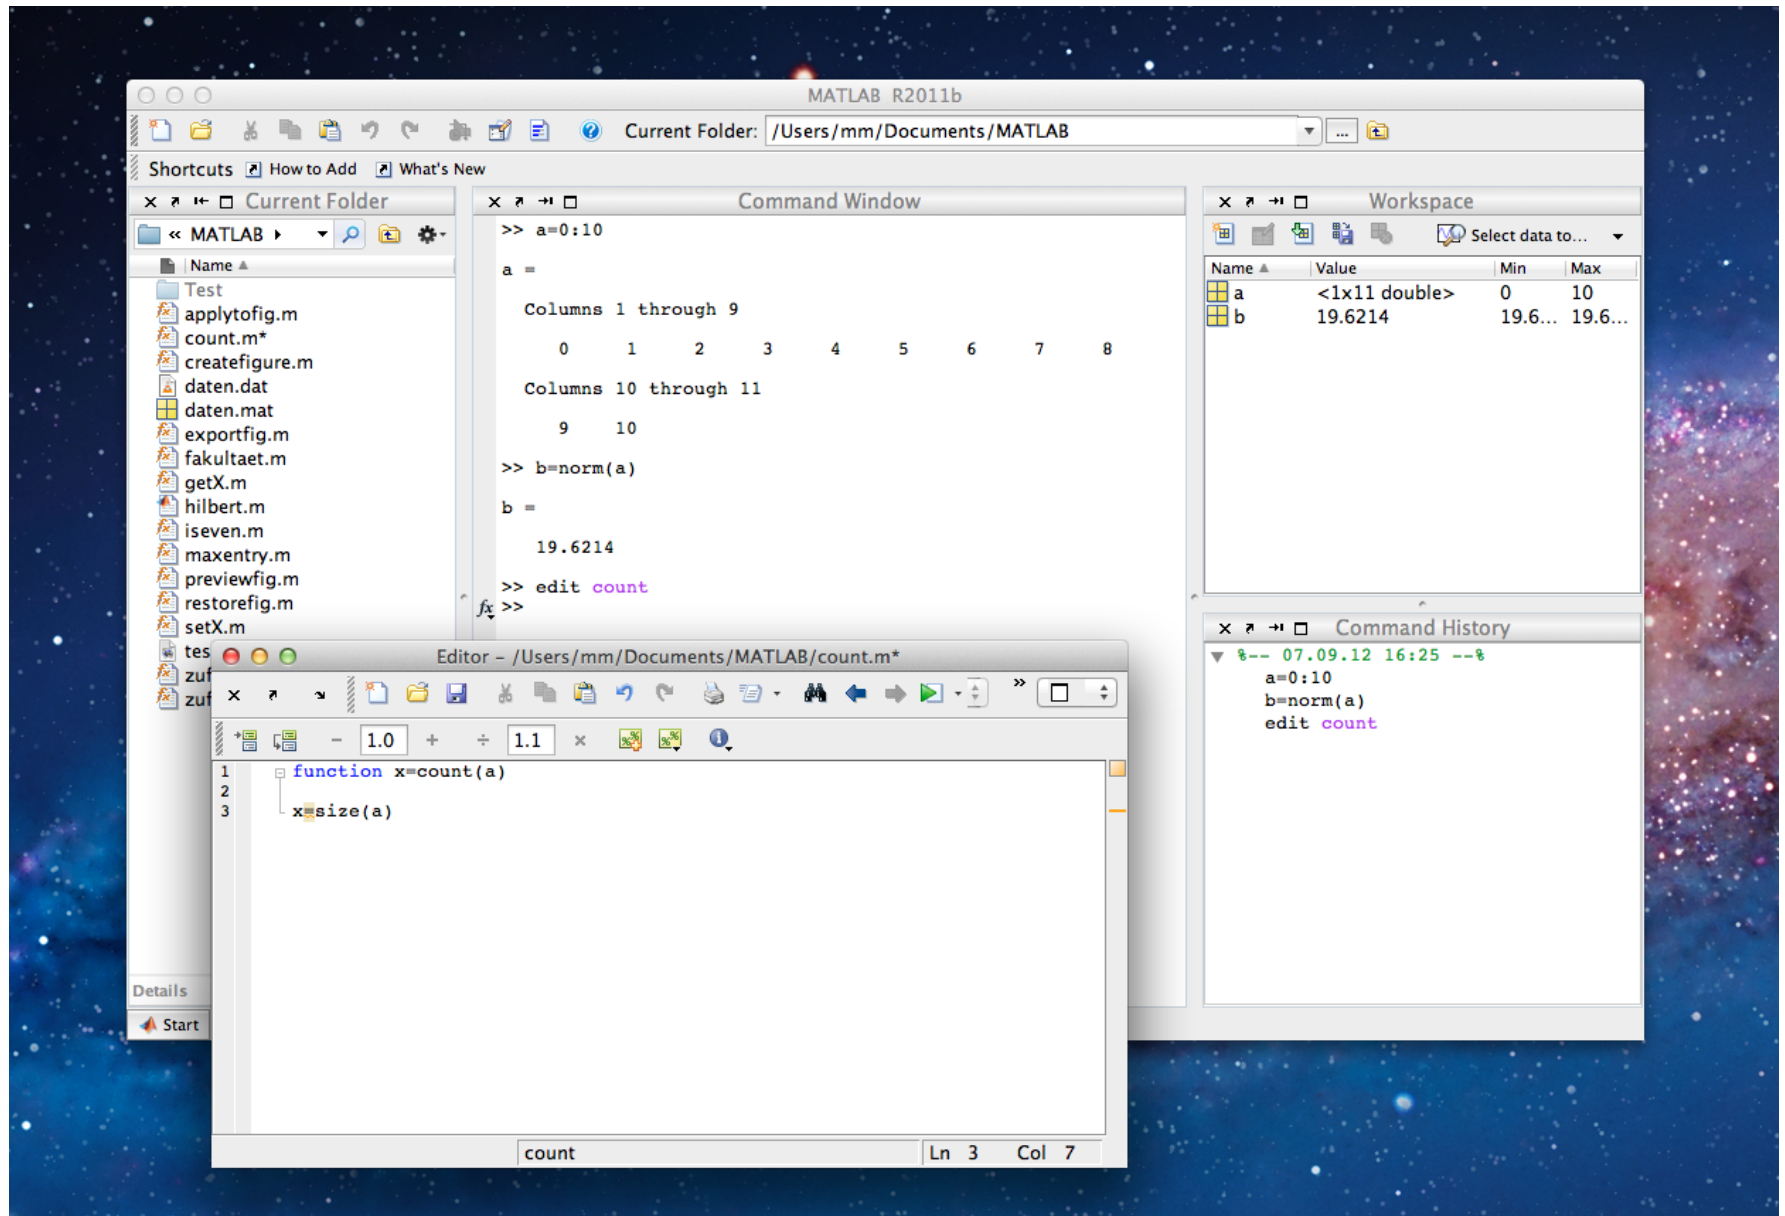 MATLAB R2011b
Current Folder: /Users/mm/Documents/MATLAB
...
Shortcuts How to Add What's New
Current Folder
« MATLAB
Name
Test
applytofig.m
count.m*
createfigure.m
daten.dat
daten.mat
exportfig.m
fakultaet.m
getX.m
hilbert.m
iseven.m
maxentry.m
previewfig.m
restorefig.m
setX.m
tes
zuf
zuf
Details
Start
Command Window
>> a=0:10
a =
Columns 1 through 9
0 1 2 3 4 5 6 7 8
Columns 10 through 11
9 10
>> b=norm(a)
b =
19.6214
>> edit count
fx >>
Workspace
Select data to...
Name Value Min Max
a <1x11 double> 0 10
b 19.6214 19.6... 19.6...
Command History
%-- 07.09.12 16:25 --%
a=0:10
b=norm(a)
edit count
Editor – /Users/mm/Documents/MATLAB/count.m*
»
− 1.0 + ÷ 1.1 ×
1 function x=count(a)
2
3 x=size(a)
count Ln 3 Col 7